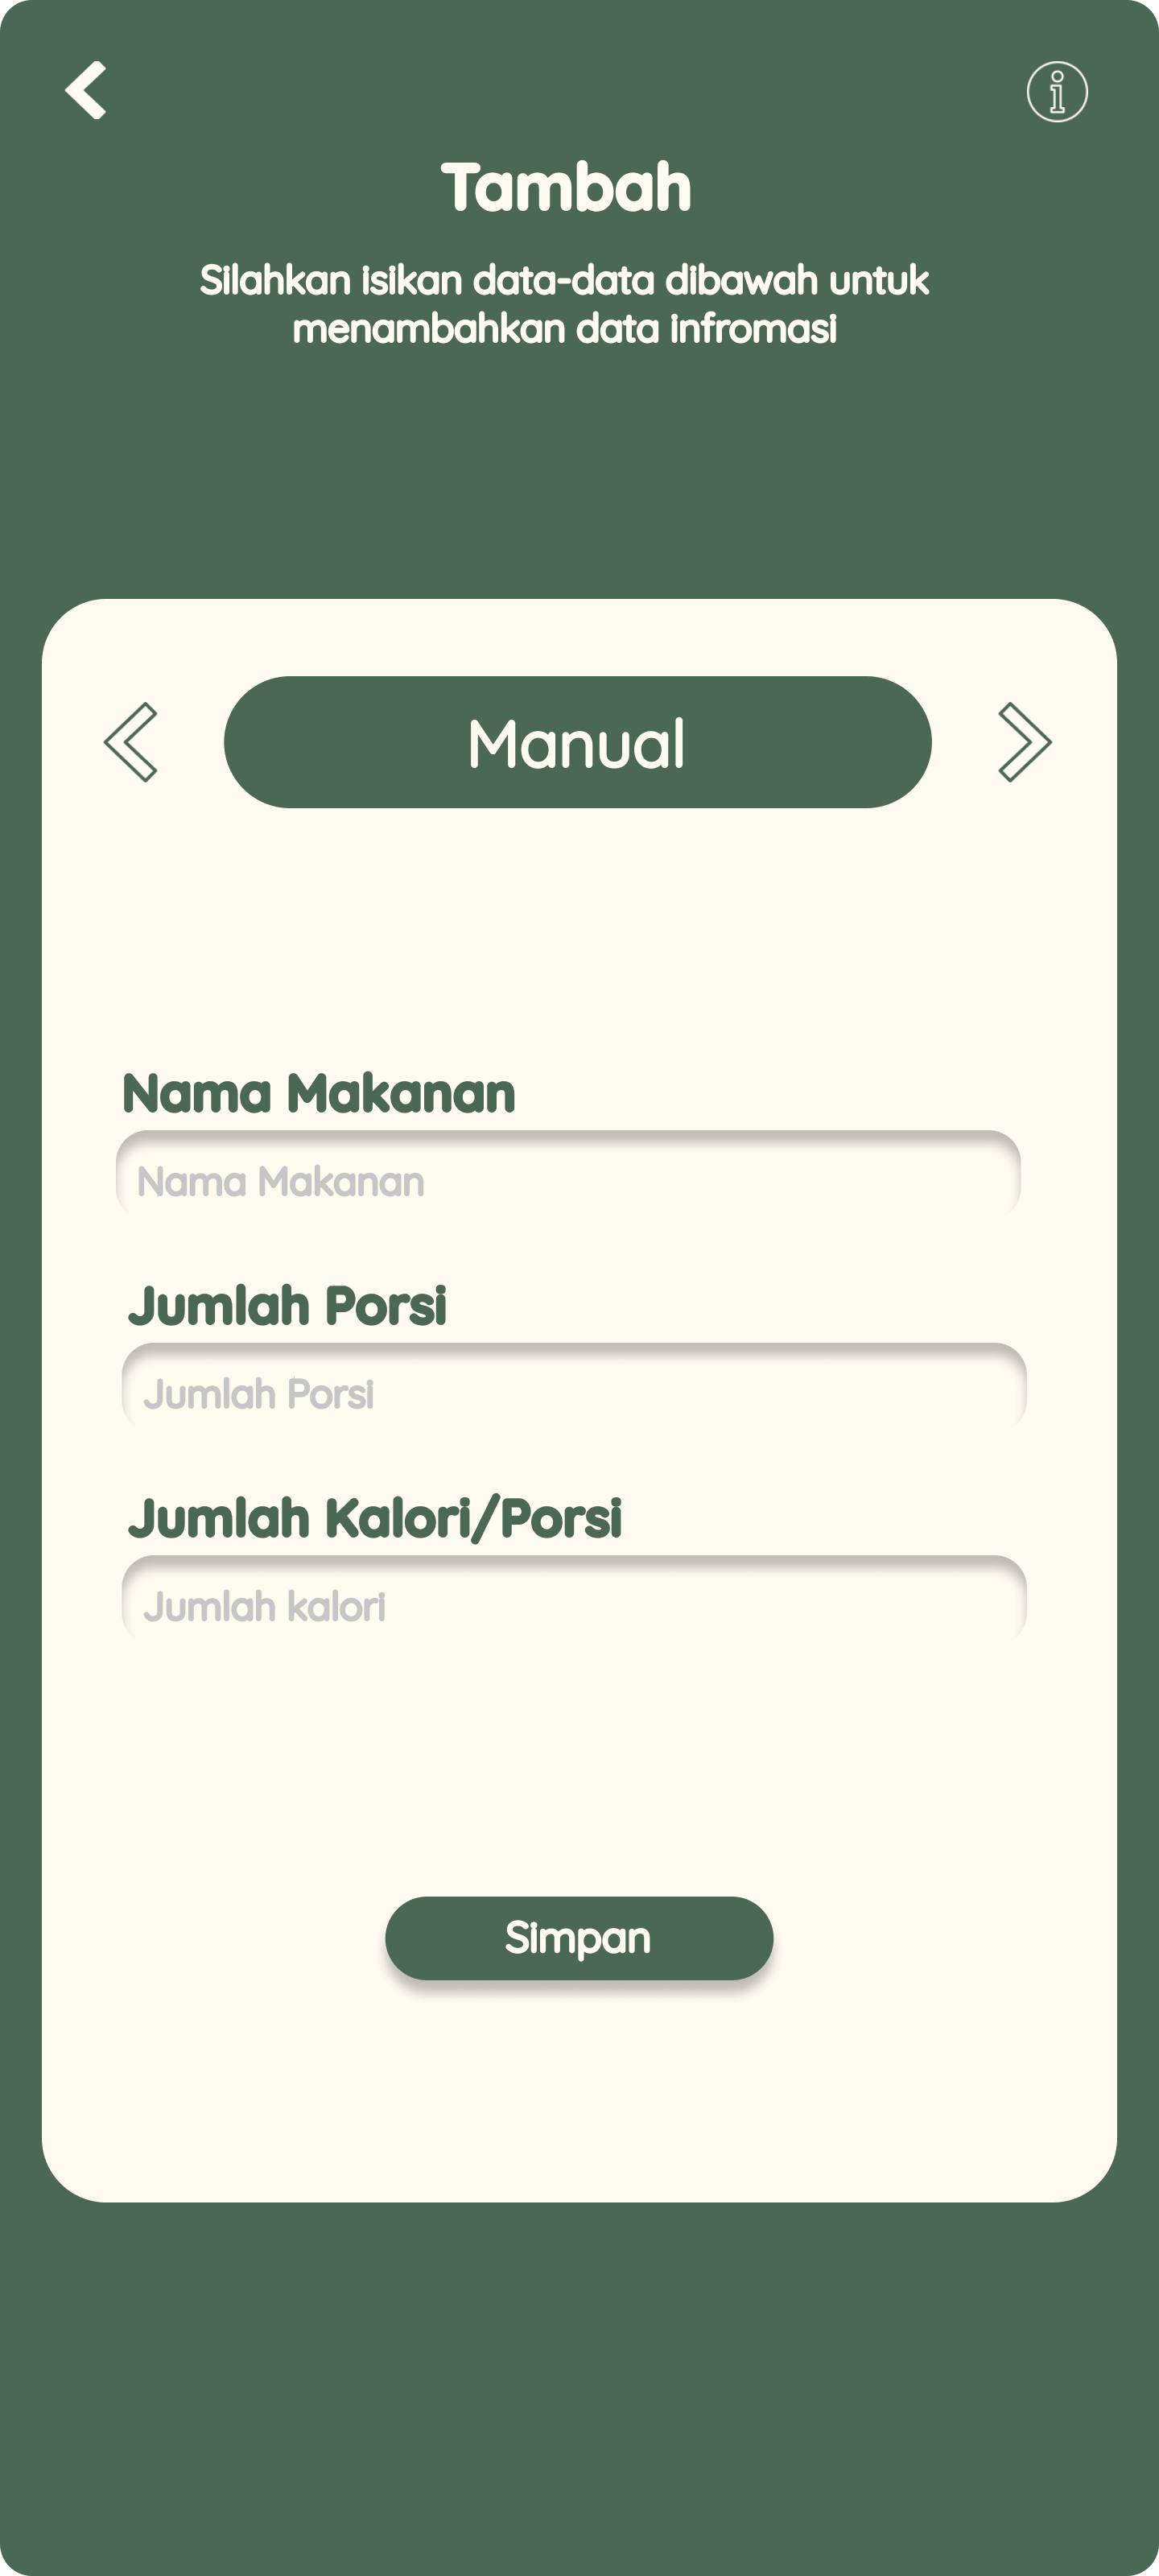 Tambah
Silahkan isikan data-data dibawah untuk
menambahkan data infromasi
Manual
Nama Makanan
Nama Makanan
Jumlah Porsi
Jumlah Porsi
Jumlah Kalori/Porsi
Jumlah kalori
Simpan